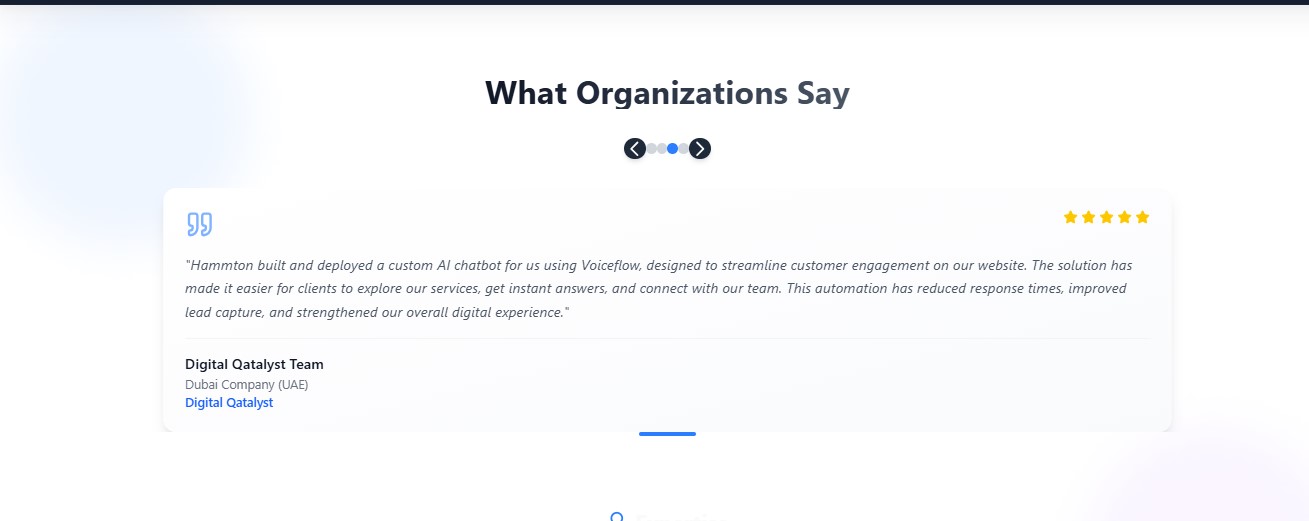 What Organizations Say
"Hammton built and deployed a custom AI chatbot for us using Voiceflow, designed to streamline customer engagement on our website. The solution has
made it easier for clients to explore our services, get instant answers, and connect with our team. This automation has reduced response times, improved
lead capture, and strengthened our overall digital experience."
Digital Qatalyst Team
Dubai Company (UAE)
Digital Qatalyst